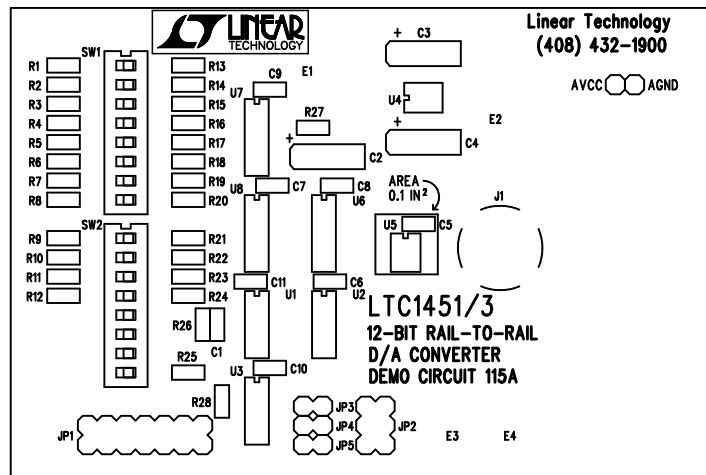 LT LINEAR
TECHNOLOGY
Linear Technology
(408) 432-1900
AVCC AGND
SW1
R1 R13
R2 R14
R3 R15
R4 R16
R5 R17
R6 R18
R7 R19
R8 R20
SW2
R9 R21
R10 R22
R11 R23
R12 R24
R26
C1
R25
R28
JP1
E1
C9
U7
R27
+
C2
+
C3
U4
E2
+
C4
U8
C7
C8
U6
AREA
0.1 IN²
U5
C5
J1
C11
U1
C6
U2
U3
C10
LTC1451/3
12-BIT RAIL-TO-RAIL
D/A CONVERTER
DEMO CIRCUIT 115A
JP3
JP4
JP5
JP2
E3 E4